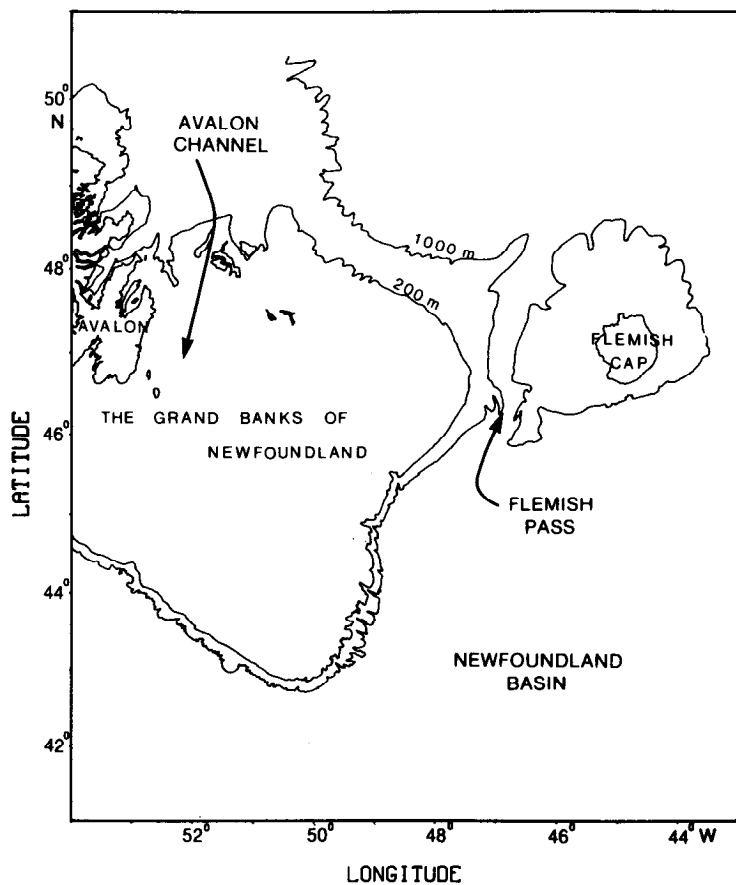 50°
N
AVALON
CHANNEL
1000 m
48°
200 m
AVALON
FLEMISH
CAP
THE GRAND BANKS OF
NEWFOUNDLAND
46°
FLEMISH
PASS
LATITUDE
44°
NEWFOUNDLAND
BASIN
42°
52° 50° 48° 46° 44° W
LONGITUDE